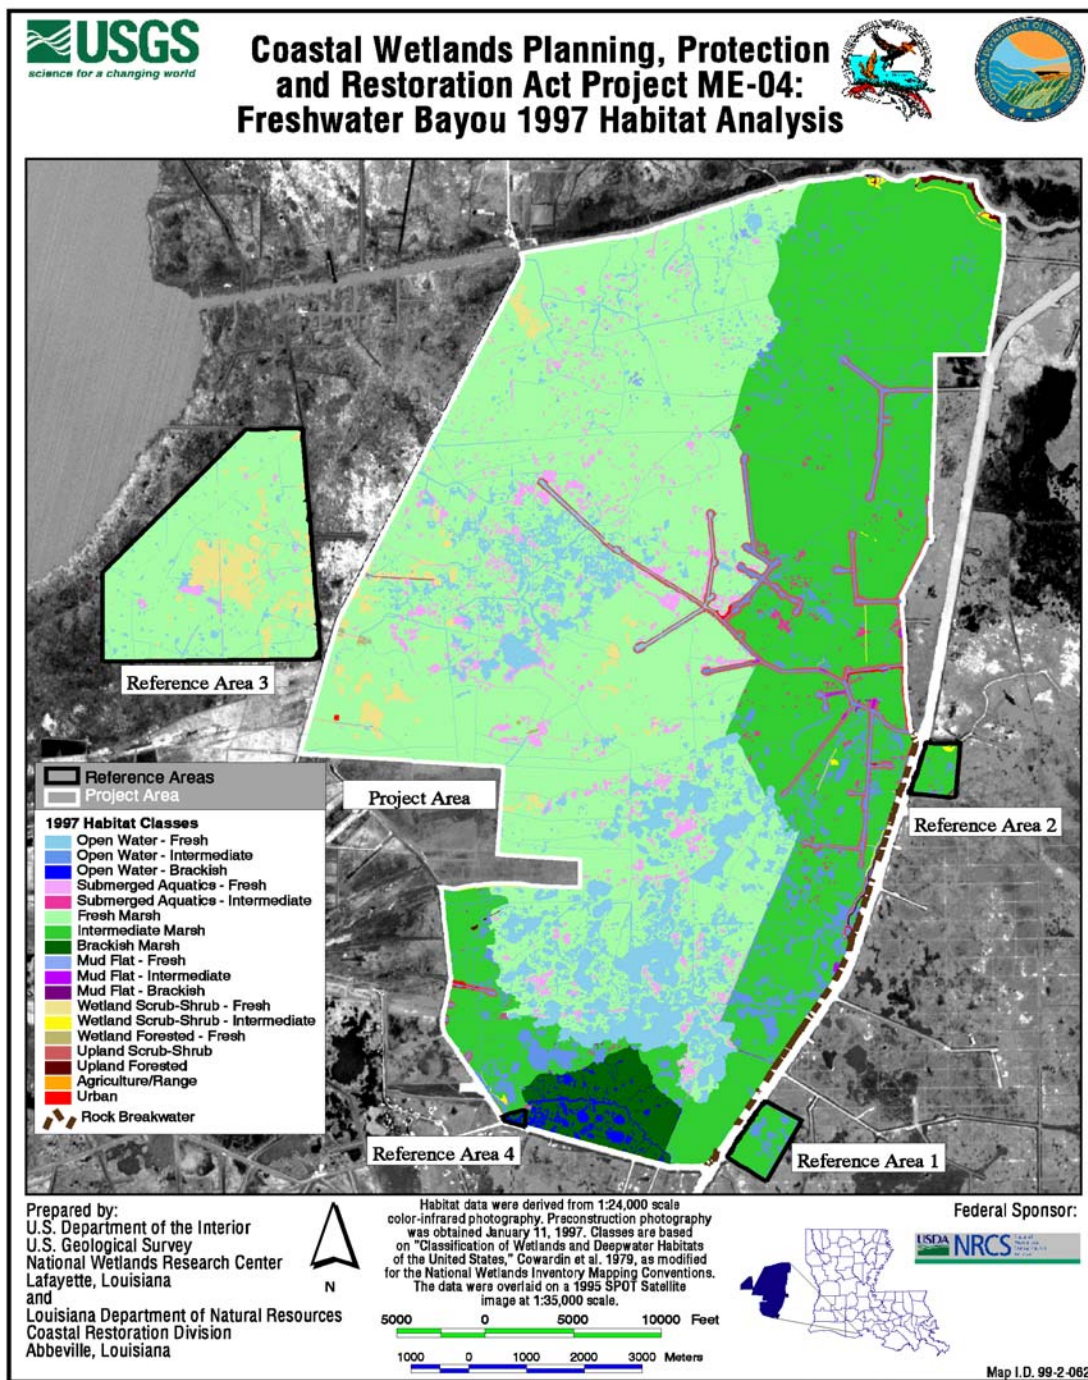 USGS
science for a changing world
Coastal Wetlands Planning, Protection
and Restoration Act Project ME-04:
Freshwater Bayou 1997 Habitat Analysis
Reference Area 3
Project Area
Reference Area 2
Reference Area 4
Reference Area 1
Reference Areas
Project Area
1997 Habitat Classes
Open Water - Fresh
Open Water - Intermediate
Open Water - Brackish
Submerged Aquatics - Fresh
Submerged Aquatics - Intermediate
Fresh Marsh
Intermediate Marsh
Brackish Marsh
Mud Flat - Fresh
Mud Flat - Intermediate
Mud Flat - Brackish
Wetland Scrub-Shrub - Fresh
Wetland Scrub-Shrub - Intermediate
Wetland Forested - Fresh
Upland Scrub-Shrub
Upland Forested
Agriculture/Range
Urban
Rock Breakwater
Prepared by:
U.S. Department of the Interior
U.S. Geological Survey
National Wetlands Research Center
Lafayette, Louisiana
and
Louisiana Department of Natural Resources
Coastal Restoration Division
Abbeville, Louisiana
N
Habitat data were derived from 1:24,000 scale
color-infrared photography. Preconstruction photography
was obtained January 11, 1997. Classes are based
on "Classification of Wetlands and Deepwater Habitats
of the United States," Cowardin et al. 1979, as modified
for the National Wetlands Inventory Mapping Conventions.
The data were overlaid on a 1995 SPOT Satellite
image at 1:35,000 scale.
5000 0 5000 10000 Feet
1000 0 1000 2000 3000 Meters
Federal Sponsor:
USDA NRCS
Map I.D. 99-2-062